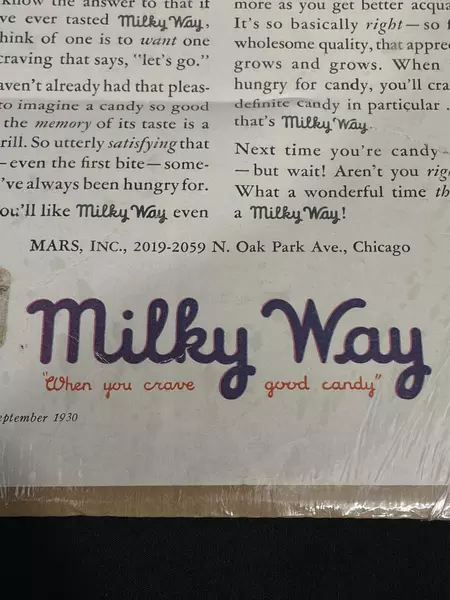 know the answer to that if
ve ever tasted Milky Way.
hink of one is to want one
craving that says, "let's go."
aven't already had that pleas-
to imagine a candy so good
the memory of its taste is a
rill. So utterly satisfying that
—even the first bite—some-
've always been hungry for.
ou'll like Milky Way even
more as you get better acqua
It's so basically right—so f
wholesome quality, that appre
grows and grows. When
hungry for candy, you'll cra
definite candy in particular .
that's Milky Way.
Next time you're candy-
—but wait! Aren't you rig
What a wonderful time th
a Milky Way!
MARS, INC., 2019-2059 N. Oak Park Ave., Chicago
Milky Way
"When you crave good candy"
eptember 1930